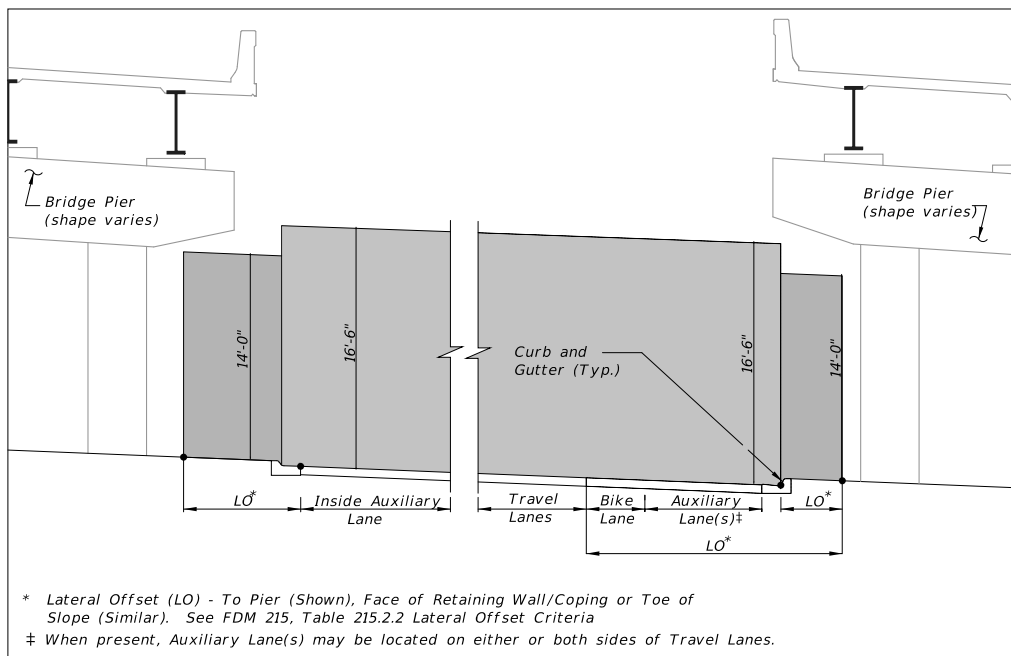 Bridge Pier
(shape varies)
Bridge Pier
(shape varies)
14'-0"
16'-6"
Curb and
Gutter (Typ.)
16'-6"
14'-0"
LO*
Inside Auxiliary
Lane
Travel
Lanes
Bike
Lane
Auxiliary
Lane(s)‡
LO*
LO*
* Lateral Offset (LO) - To Pier (Shown), Face of Retaining Wall/Coping or Toe of
Slope (Similar). See FDM 215, Table 215.2.2 Lateral Offset Criteria
‡ When present, Auxiliary Lane(s) may be located on either or both sides of Travel Lanes.